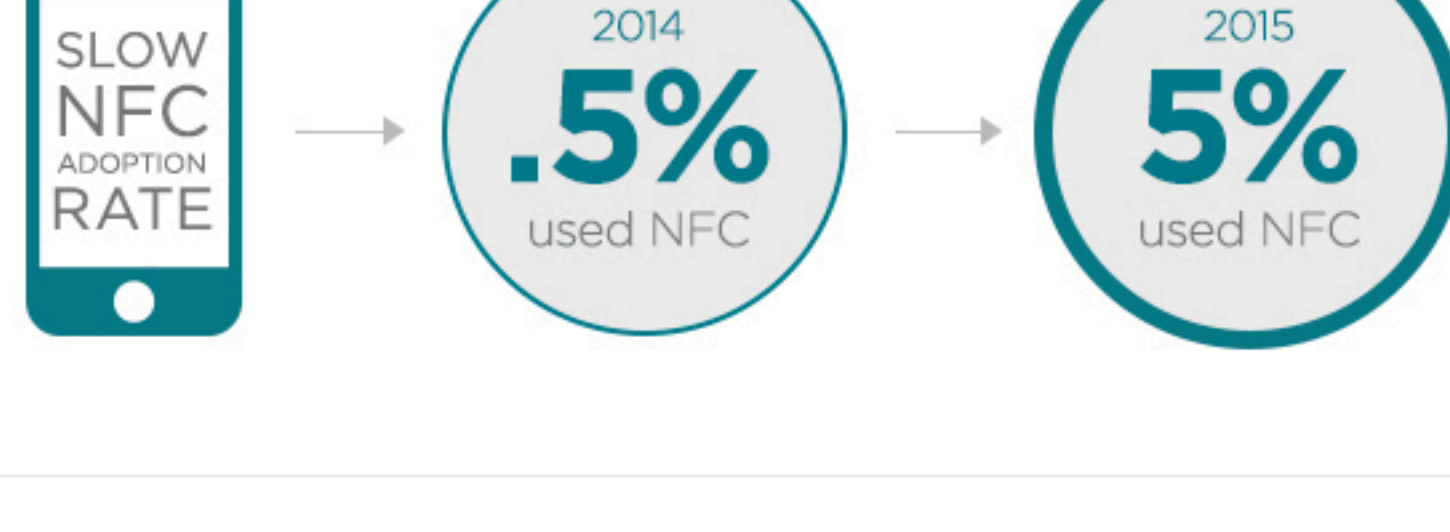 SLOW
NFC
ADOPTION
RATE
2014
.5%
used NFC
2015
5%
used NFC